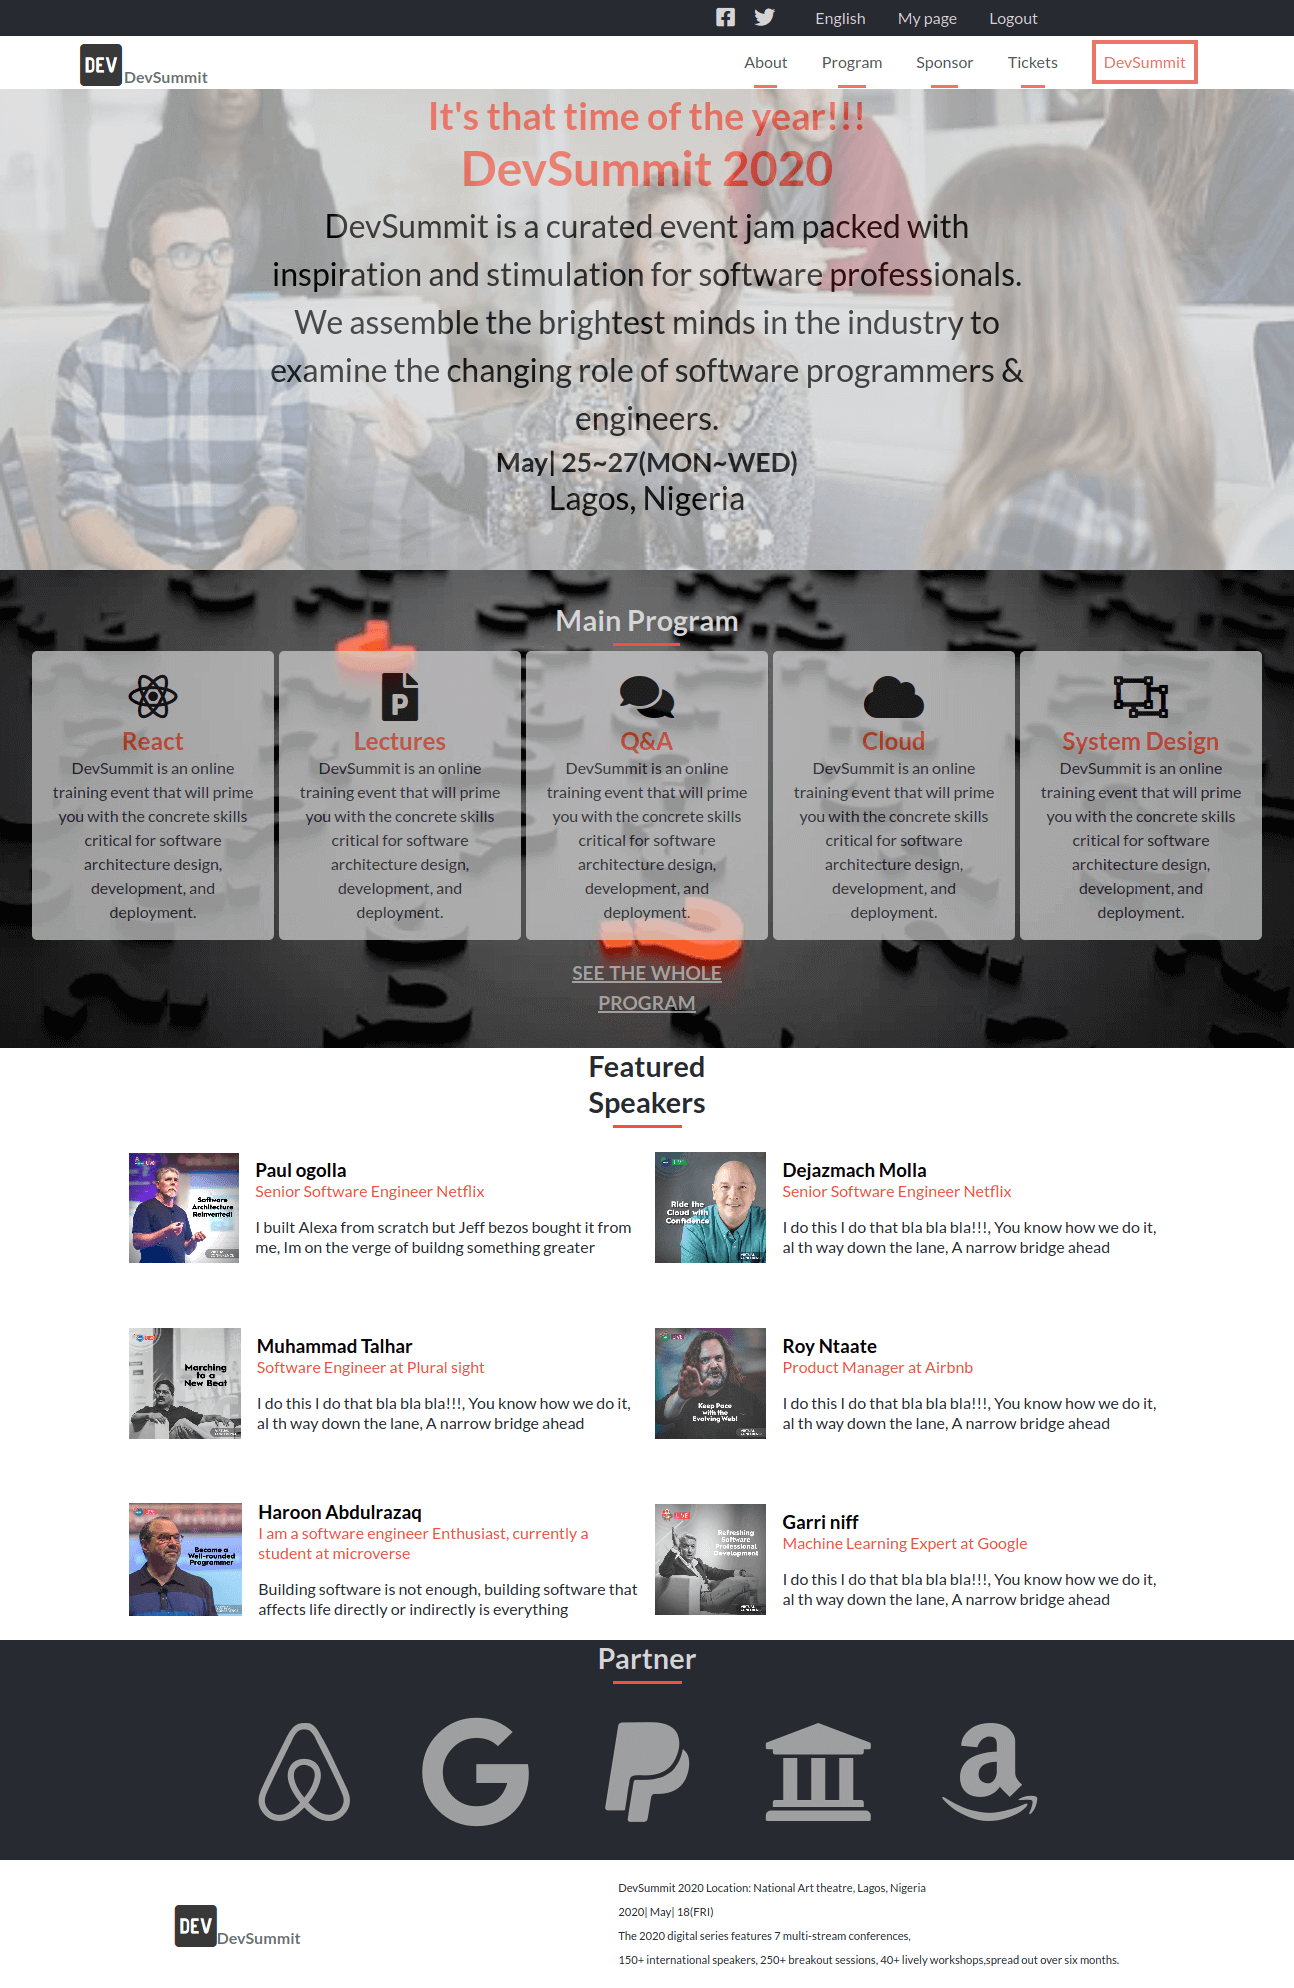 English My page Logout
DEV DevSummit
About Program Sponsor Tickets DevSummit
It's that time of the year!!!
DevSummit 2020
DevSummit is a curated event jam packed with
inspiration and stimulation for software professionals.
We assemble the brightest minds in the industry to
examine the changing role of software programmers &
engineers.
May| 25~27(MON~WED)
Lagos, Nigeria
Main Program
React
DevSummit is an online
training event that will prime
you with the concrete skills
critical for software
architecture design,
development, and
deployment.
P
Lectures
DevSummit is an online
training event that will prime
you with the concrete skills
critical for software
architecture design,
development, and
deployment.
Q&A
DevSummit is an online
training event that will prime
you with the concrete skills
critical for software
architecture design,
development, and
deployment.
Cloud
DevSummit is an online
training event that will prime
you with the concrete skills
critical for software
architecture design,
development, and
deployment.
System Design
DevSummit is an online
training event that will prime
you with the concrete skills
critical for software
architecture design,
development, and
deployment.
SEE THE WHOLE
PROGRAM
Featured
Speakers
LIVE
Software
Architecture
Reinvented!
VIRTUAL
CONFERENCE
Paul ogolla
Senior Software Engineer Netflix
I built Alexa from scratch but Jeff bezos bought it from
me, Im on the verge of buildng something greater
LIVE
Ride the
Cloud with
Confidence
VIRTUAL
CONFERENCE
Dejazmach Molla
Senior Software Engineer Netflix
I do this I do that bla bla bla!!!, You know how we do it,
al th way down the lane, A narrow bridge ahead
LIVE
Marching
to a
New Beat
VIRTUAL
CONFERENCE
Muhammad Talhar
Software Engineer at Plural sight
I do this I do that bla bla bla!!!, You know how we do it,
al th way down the lane, A narrow bridge ahead
LIVE
Keep Pace
with the
Evolving Web!
VIRTUAL
CONFERENCE
Roy Ntaate
Product Manager at Airbnb
I do this I do that bla bla bla!!!, You know how we do it,
al th way down the lane, A narrow bridge ahead
LIVE
Become a
Well-rounded
Programmer
Haroon Abdulrazaq
I am a software engineer Enthusiast, currently a
student at microverse
Building software is not enough, building software that
affects life directly or indirectly is everything
LIVE
Refreshing
Software
Professional
Development
VIRTUAL
CONFERENCE
Garri niff
Machine Learning Expert at Google
I do this I do that bla bla bla!!!, You know how we do it,
al th way down the lane, A narrow bridge ahead
Partner
DEV DevSummit
DevSummit 2020 Location: National Art theatre, Lagos, Nigeria
2020| May| 18(FRI)
The 2020 digital series features 7 multi-stream conferences,
150+ international speakers, 250+ breakout sessions, 40+ lively workshops,spread out over six months.